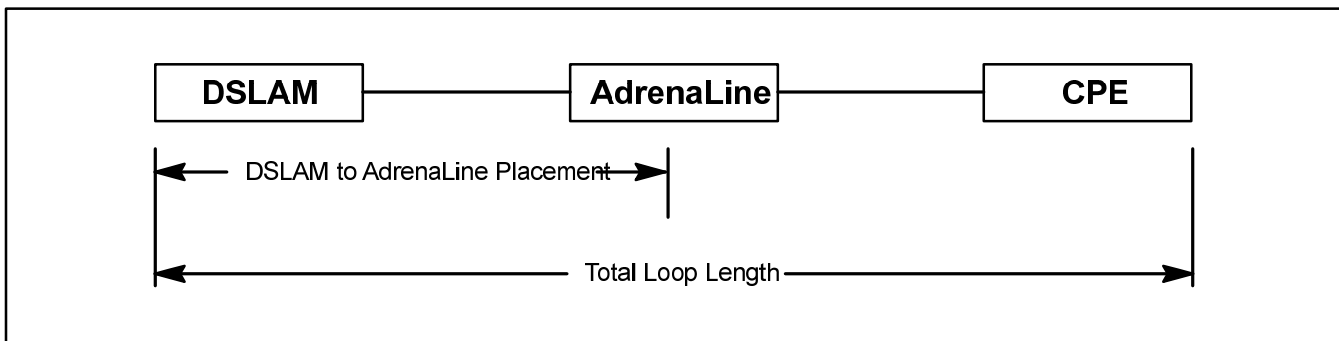 DSLAM AdrenaLine CPE
DSLAM to AdrenaLine Placement
Total Loop Length